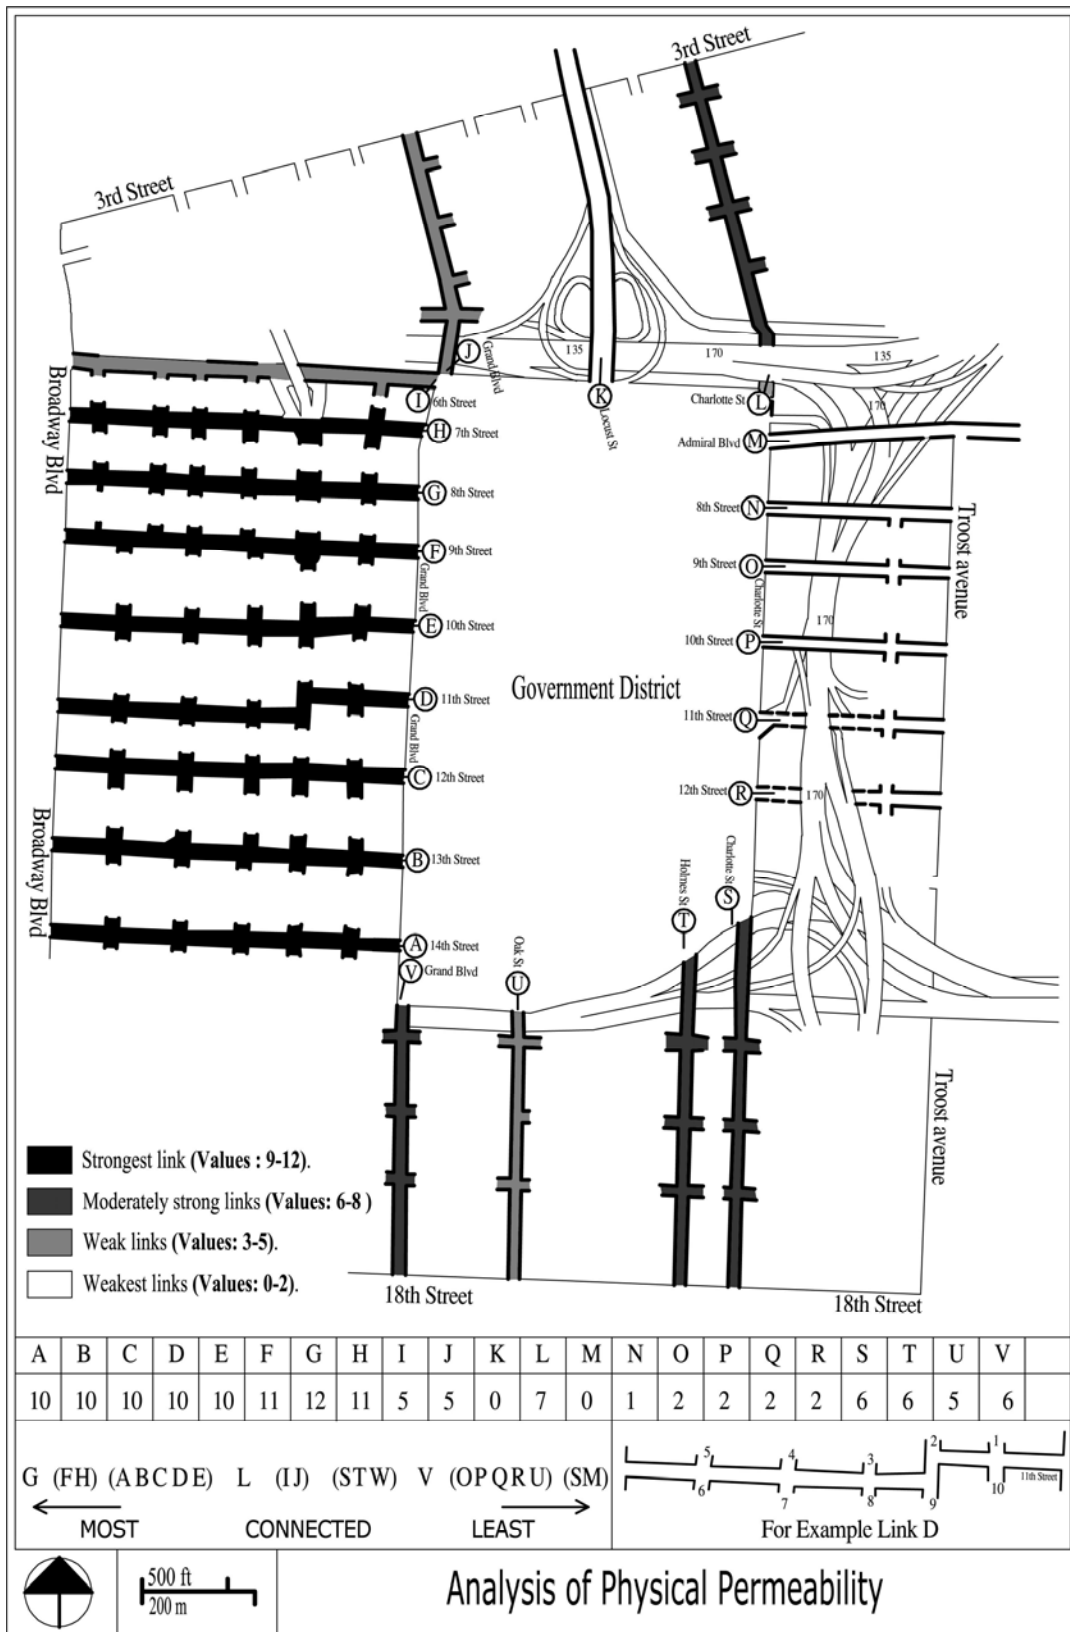 3rd Street
3rd Street
135
170
135
170
J
Grand Blvd
I
6th Street
K
Locust St
Charlotte St
L
H
7th Street
Admiral Blvd
M
Broadway Blvd
G
8th Street
8th Street
N
Troost avenue
F
9th Street
9th Street
O
Grand Blvd
Charlotte St
E
10th Street
10th Street
P
170
Government District
D
11th Street
11th Street
Q
Grand Blvd
C
12th Street
12th Street
R
170
Broadway Blvd
B
13th Street
Holmes St
Charlotte St
S
T
A
14th Street
V
Grand Blvd
Oak St
U
Troost avenue
Strongest link (Values : 9-12).
Moderately strong links (Values: 6-8 )
Weak links (Values: 3-5).
Weakest links (Values: 0-2).
18th Street
18th Street
A B C D E F G H I J K L M N O P Q R S T U V
10 10 10 10 10 11 12 11 5 5 0 7 0 1 2 2 2 2 6 6 5 6
G (FH) (A B C D E) L (IJ) (STW) V (OPQRU) (SM)
MOST CONNECTED LEAST
5 4 3 2 1
11th Street
6 7 8 9 10
For Example Link D
500 ft
200 m
Analysis of Physical Permeability